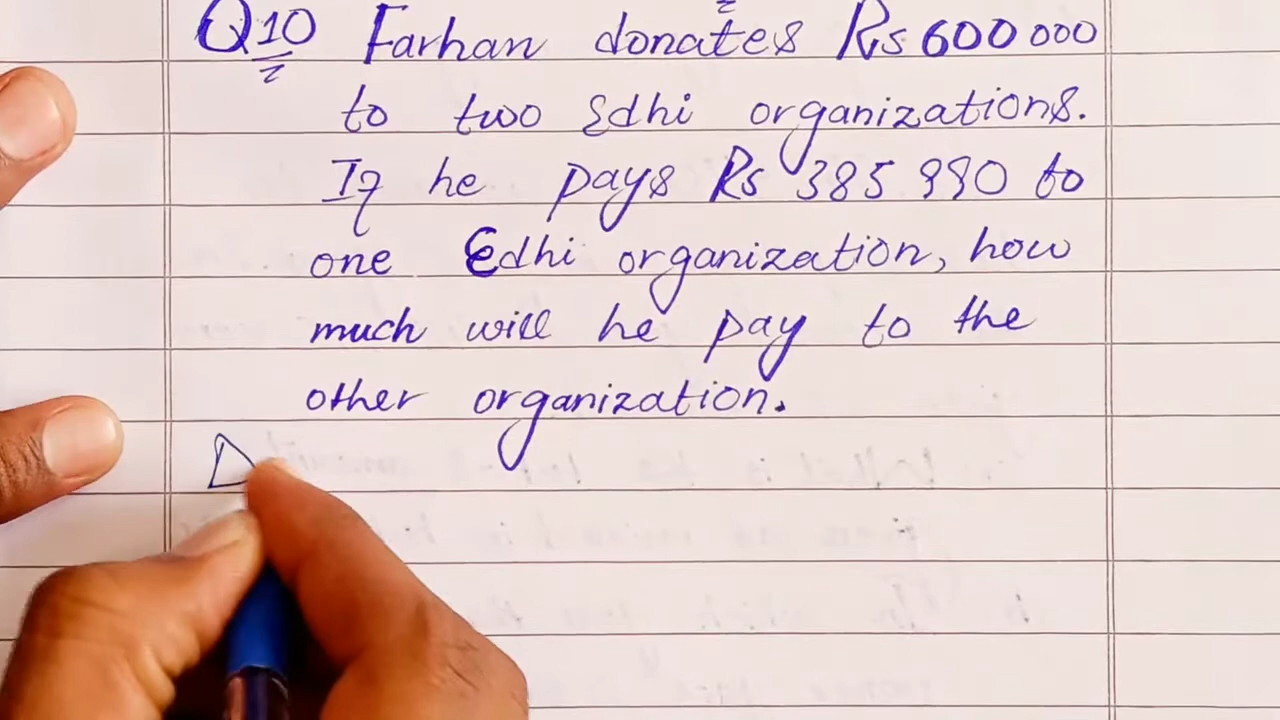 Q10 Farhan donates Rs 600 000
to two Edhi organizations.
If he pays Rs 385 990 to
one Edhi organization, how
much will he pay to the
other organization.
D